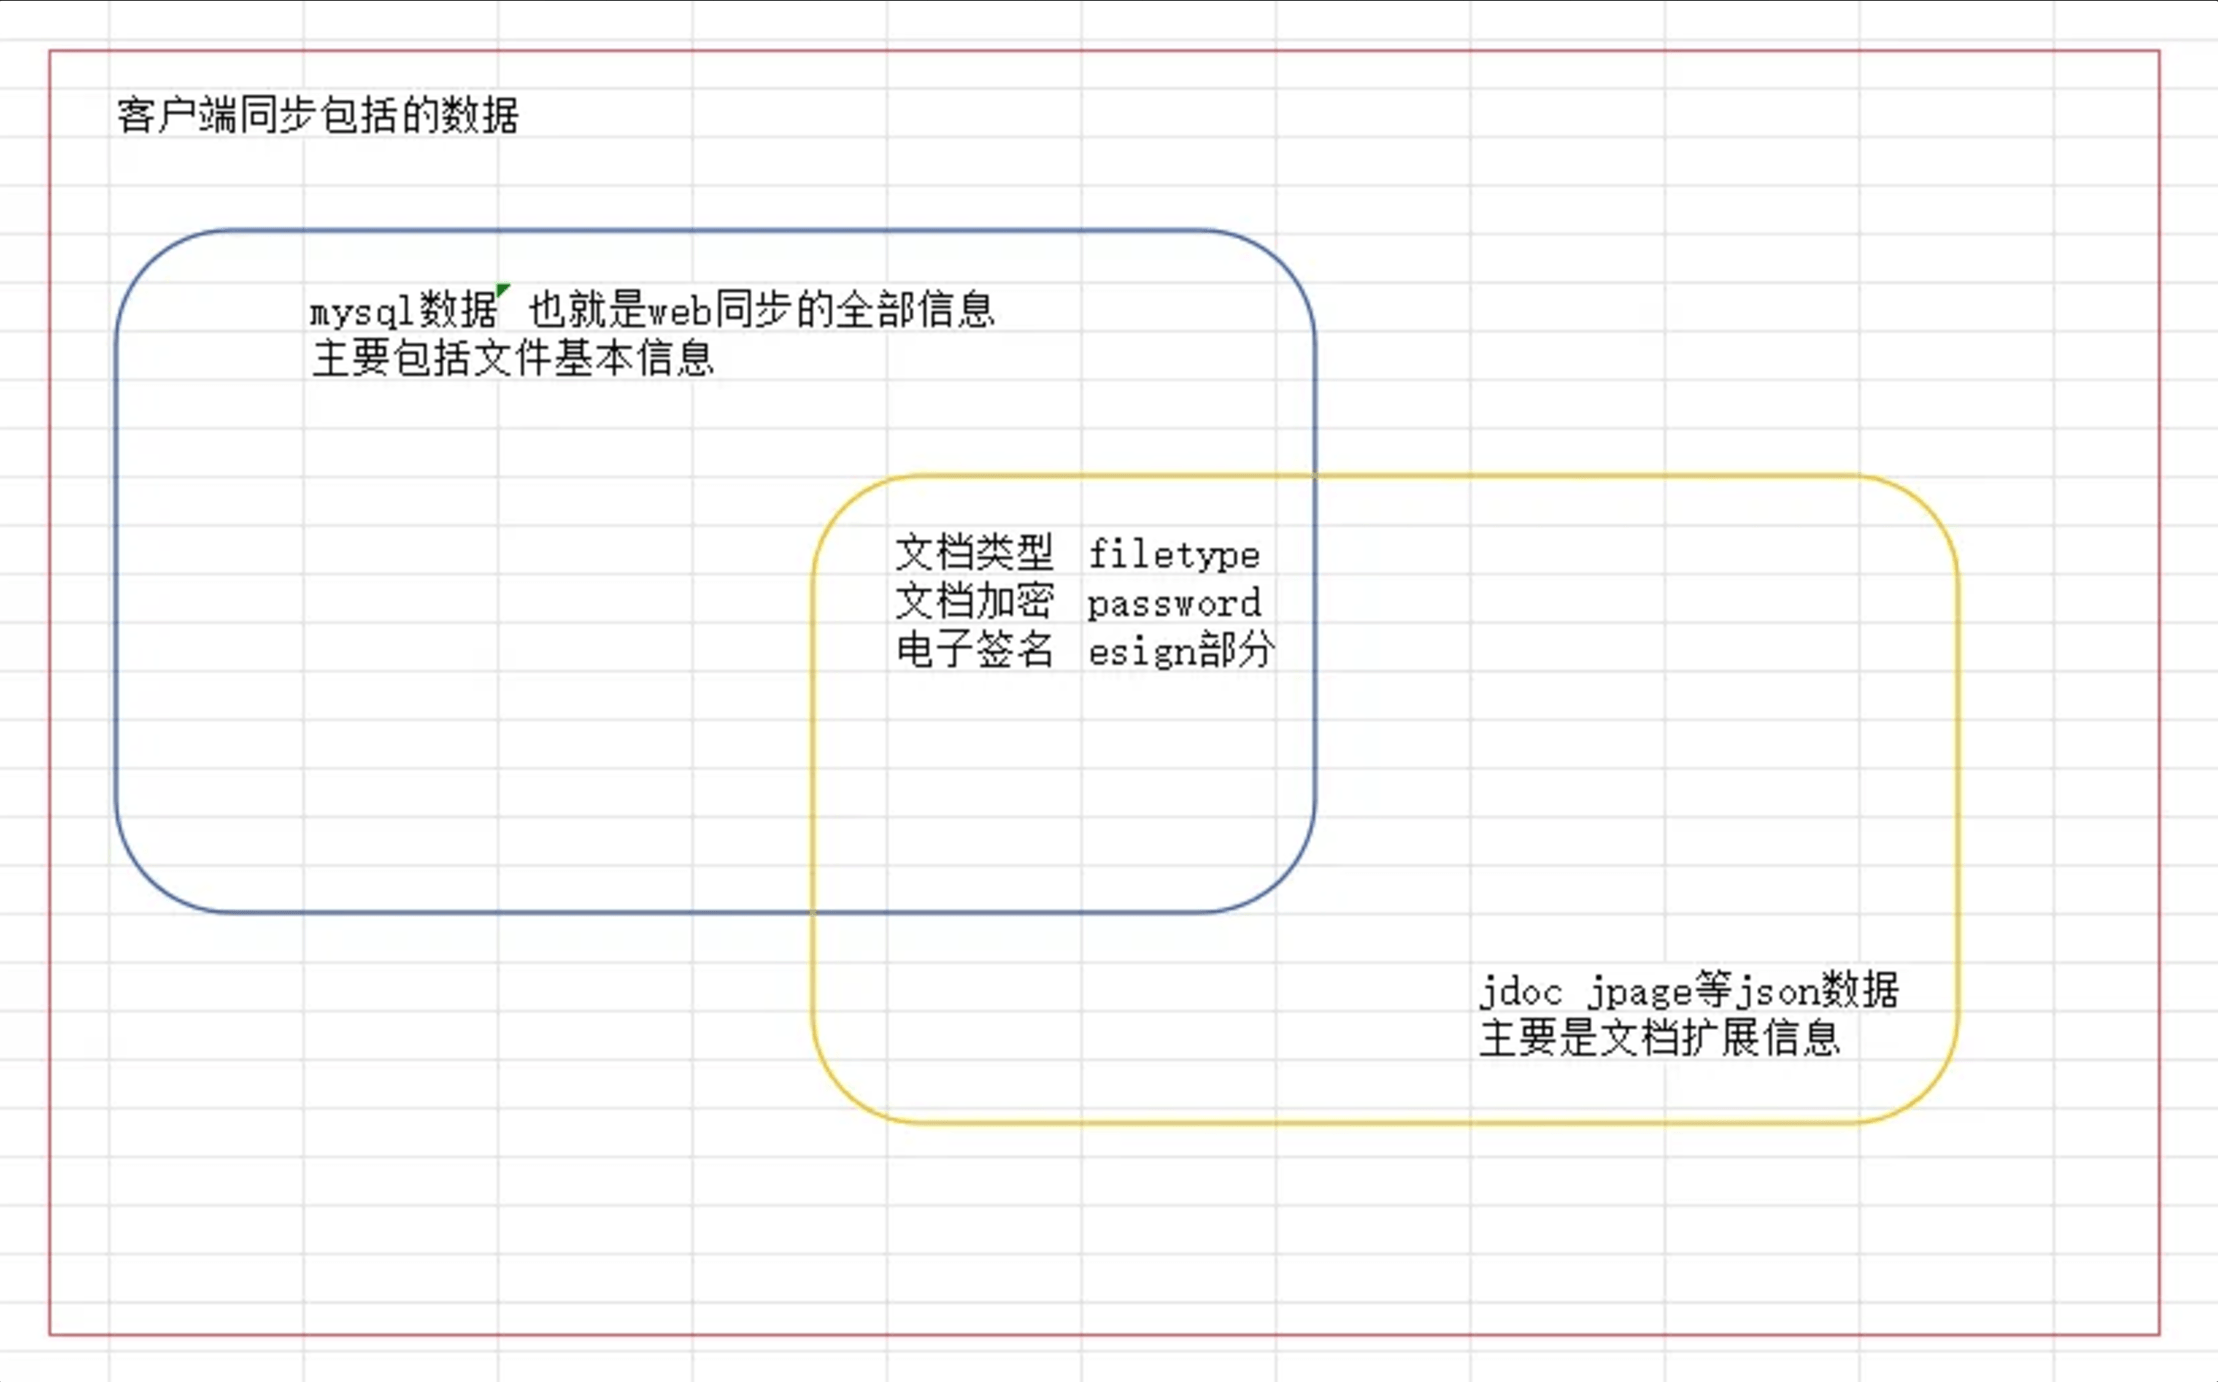 客户端同步包括的数据
mysql数据 也就是web同步的全部信息
主要包括文件基本信息
文档类型 filetype
文档加密 password
电子签名 esign部分
jdoc jpage等json数据
主要是文档扩展信息